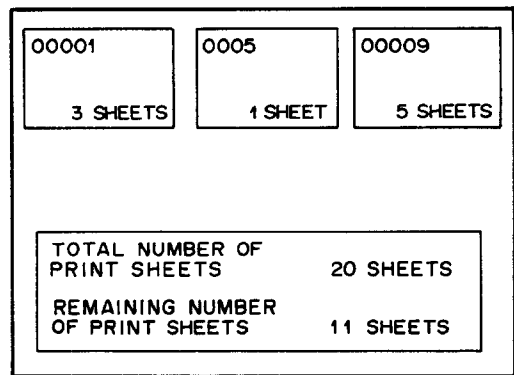 00001 0005 00009
3 SHEETS 1 SHEET 5 SHEETS
TOTAL NUMBER OF
PRINT SHEETS 20 SHEETS
REMAINING NUMBER
OF PRINT SHEETS 11 SHEETS